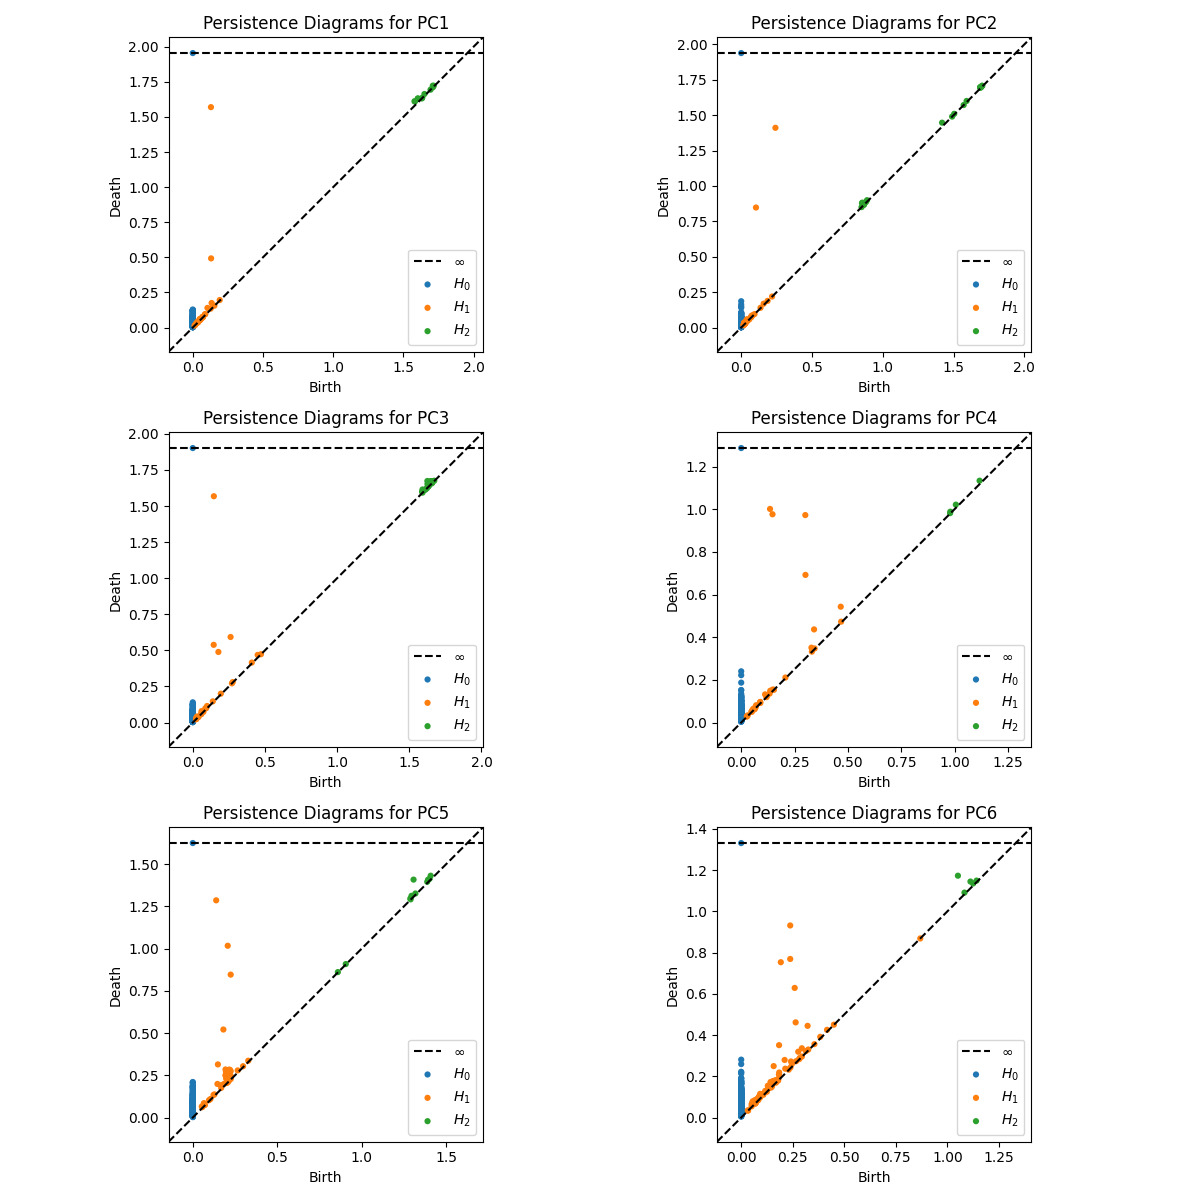 Persistence Diagrams for PC1
2.00
1.75
1.50
1.25
1.00
0.75
0.50
0.25
0.00
Death
0.0 0.5 1.0 1.5 2.0
Birth
∞
H0
H1
H2
Persistence Diagrams for PC2
2.00
1.75
1.50
1.25
1.00
0.75
0.50
0.25
0.00
Death
0.0 0.5 1.0 1.5 2.0
Birth
∞
H0
H1
H2
Persistence Diagrams for PC3
2.00
1.75
1.50
1.25
1.00
0.75
0.50
0.25
0.00
Death
0.0 0.5 1.0 1.5 2.0
Birth
∞
H0
H1
H2
Persistence Diagrams for PC4
1.2
1.0
0.8
0.6
0.4
0.2
0.0
Death
0.00 0.25 0.50 0.75 1.00 1.25
Birth
∞
H0
H1
H2
Persistence Diagrams for PC5
1.50
1.25
1.00
0.75
0.50
0.25
0.00
Death
0.0 0.5 1.0 1.5
Birth
∞
H0
H1
H2
Persistence Diagrams for PC6
1.4
1.2
1.0
0.8
0.6
0.4
0.2
0.0
Death
0.00 0.25 0.50 0.75 1.00 1.25
Birth
∞
H0
H1
H2